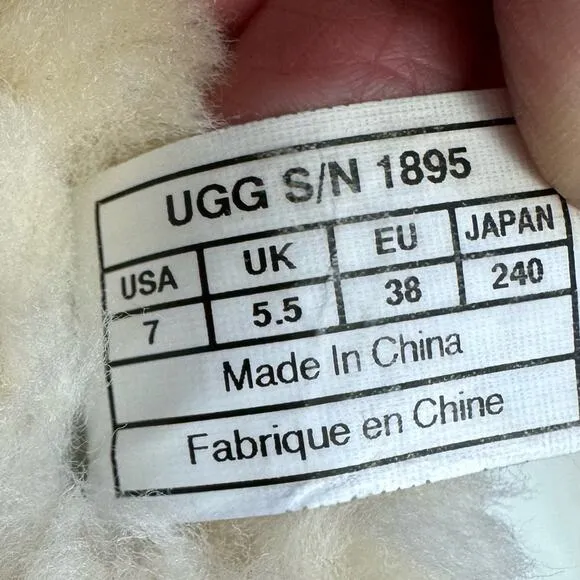 UGG S/N 1895
USA UK EU JAPAN
7 5.5 38 240
Made In China
Fabrique en Chine